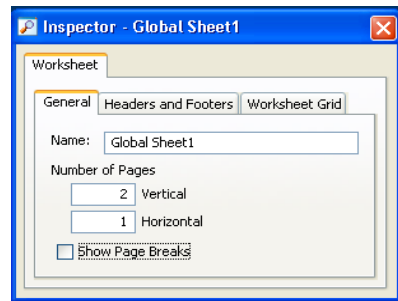 Inspector - Global Sheet1
Worksheet
General Headers and Footers Worksheet Grid
Name: Global Sheet1
Number of Pages
2 Vertical
1 Horizontal
Show Page Breaks